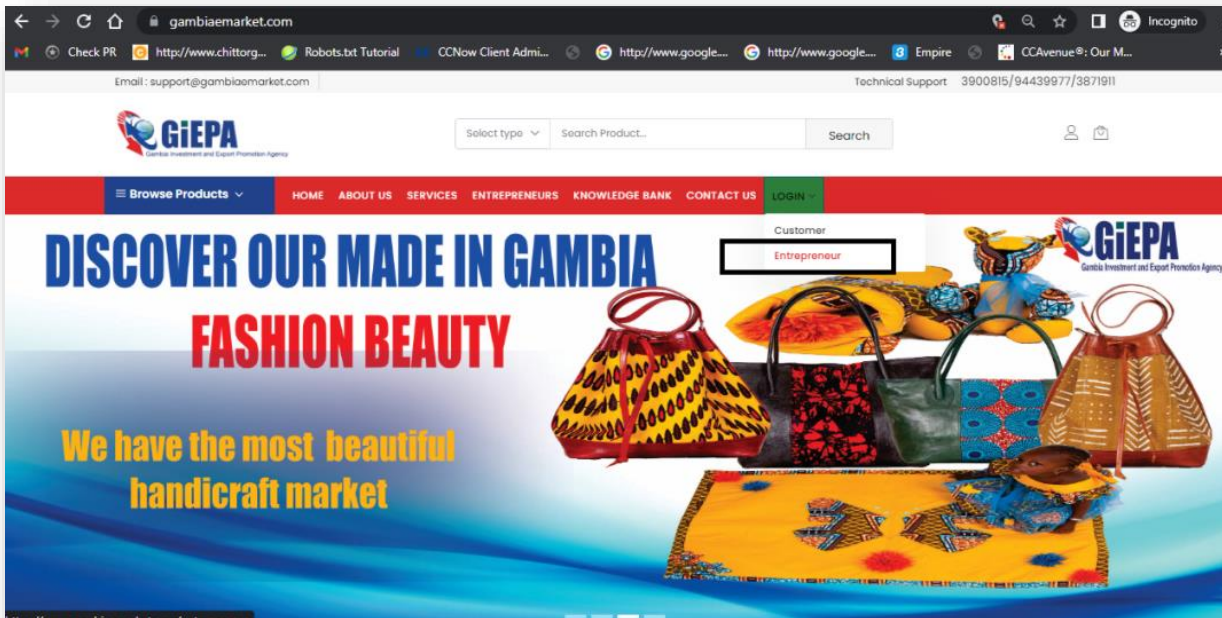 gambiaemarket.com
Incognito
Check PR
http://www.chittorg...
Robots.txt Tutorial
CCNow Client Admi...
http://www.google....
http://www.google....
Empire
CCAvenue®: Our M...
Email : support@gambiaemarket.com
Technical Support 3900815/94439977/3871911
GiEPA
Gambia Investment and Export Promotion Agency
Select type
Search Product...
Search
Browse Products
HOME ABOUT US SERVICES ENTREPRENEURS KNOWLEDGE BANK CONTACT US LOGIN
Customer
Entrepreneur
DISCOVER OUR MADE IN GAMBIA
FASHION BEAUTY
We have the most beautiful
handicraft market
GiEPA
Gambia Investment and Export Promotion Agency